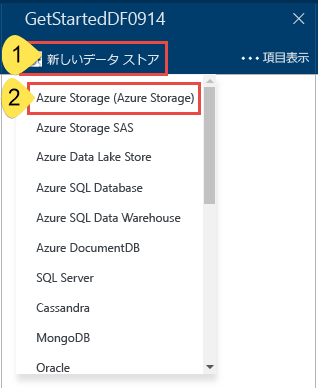 GetStartedDF0914
1
新しいデータ ストア
項目表示
2
Azure Storage (Azure Storage)
Azure Storage SAS
Azure Data Lake Store
Azure SQL Database
Azure SQL Data Warehouse
Azure DocumentDB
SQL Server
Cassandra
MongoDB
Oracle